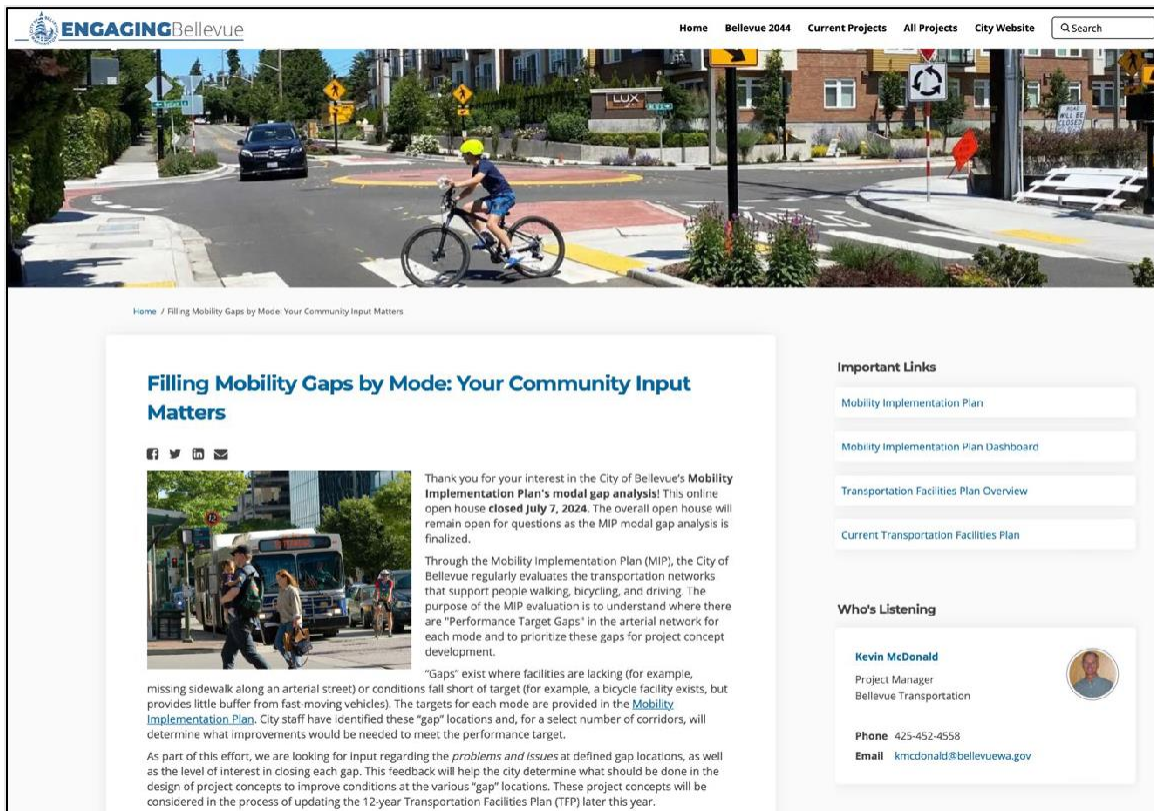 ENGAGINGBellevue
Home Bellevue 2044 Current Projects All Projects City Website Search
LUX
ROAD
WILL BE
CLOSED
Home / Filling Mobility Gaps by Mode: Your Community Input Matters
Filling Mobility Gaps by Mode: Your Community Input
Matters
Thank you for your interest in the City of Bellevue's Mobility
Implementation Plan's modal gap analysis! This online
open house closed July 7, 2024. The overall open house will
remain open for questions as the MIP modal gap analysis is
finalized.
Through the Mobility Implementation Plan (MIP), the City of
Bellevue regularly evaluates the transportation networks
that support people walking, bicycling, and driving. The
purpose of the MIP evaluation is to understand where there
are "Performance Target Gaps" in the arterial network for
each mode and to prioritize these gaps for project concept
development.
"Gaps" exist where facilities are lacking (for example,
missing sidewalk along an arterial street) or conditions fall short of target (for example, a bicycle facility exists, but
provides little buffer from fast-moving vehicles). The targets for each mode are provided in the Mobility
Implementation Plan. City staff have identified these "gap" locations and, for a select number of corridors, will
determine what improvements would be needed to meet the performance target.
As part of this effort, we are looking for input regarding the problems and issues at defined gap locations, as well
as the level of interest in closing each gap. This feedback will help the city determine what should be done in the
design of project concepts to improve conditions at the various "gap" locations. These project concepts will be
considered in the process of updating the 12-year Transportation Facilities Plan (TFP) later this year.
Important Links
Mobility Implementation Plan
Mobility Implementation Plan Dashboard
Transportation Facilities Plan Overview
Current Transportation Facilities Plan
Who's Listening
Kevin McDonald
Project Manager
Bellevue Transportation
Phone 425-452-4558
Email kmcdonald@bellevuewa.gov